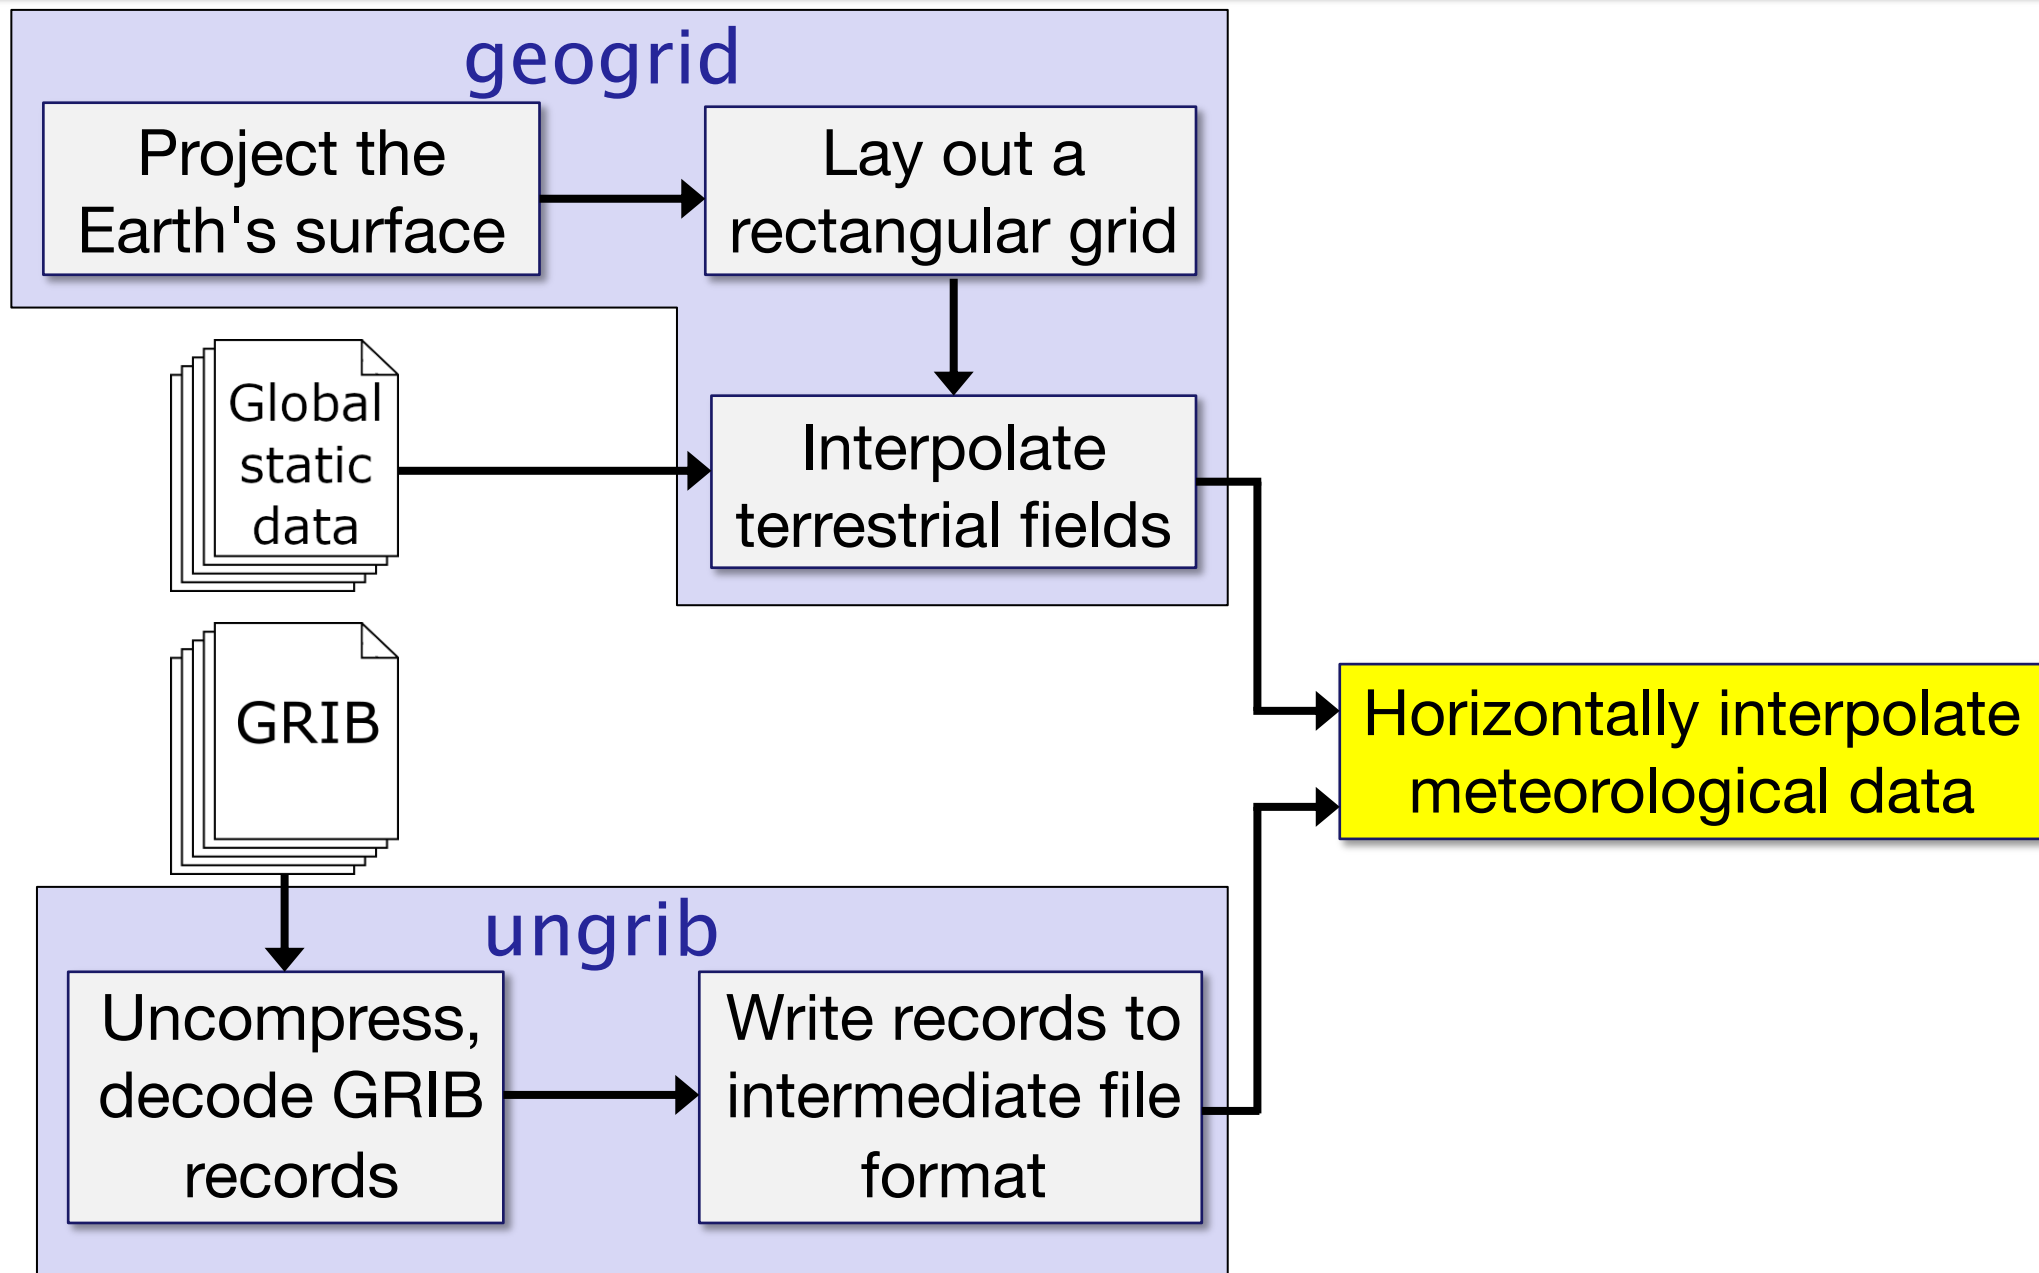 geogrid
Project the
Earth's surface
Lay out a
rectangular grid
Global
static
data
Interpolate
terrestrial fields
GRIB
Horizontally interpolate
meteorological data
ungrib
Uncompress,
decode GRIB
records
Write records to
intermediate file
format